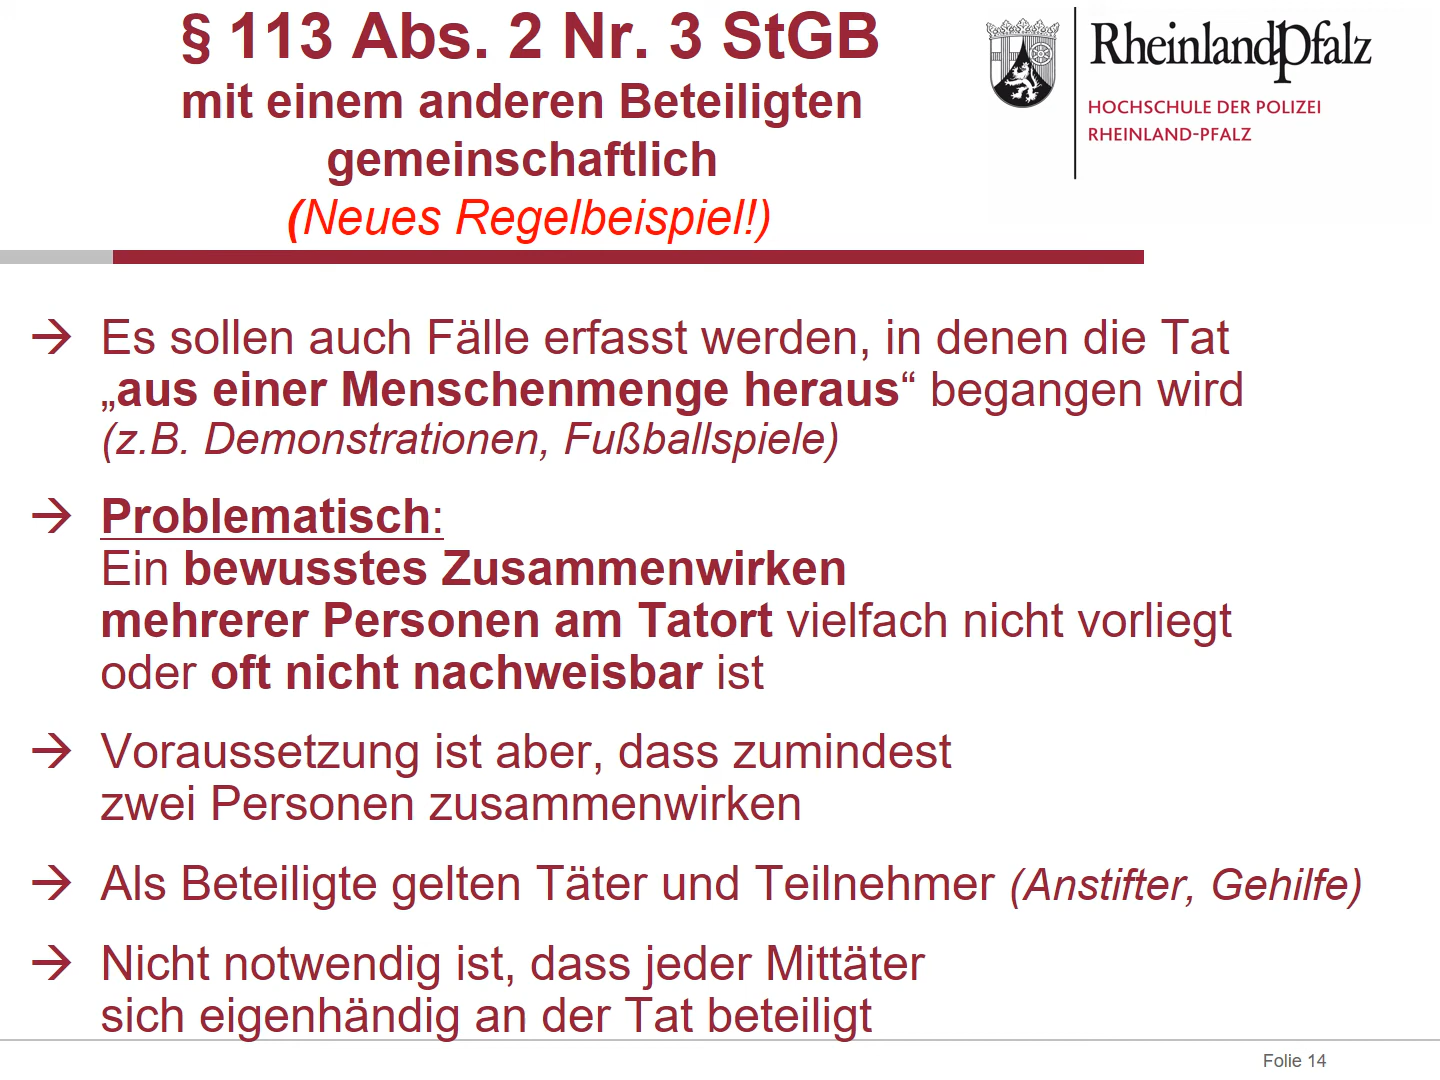 § 113 Abs. 2 Nr. 3 StGB
mit einem anderen Beteiligten
gemeinschaftlich
(Neues Regelbeispiel!)
RheinlandPfalz
HOCHSCHULE DER POLIZEI
RHEINLAND-PFALZ
→ Es sollen auch Fälle erfasst werden, in denen die Tat
„aus einer Menschenmenge heraus“ begangen wird
(z.B. Demonstrationen, Fußballspiele)
→ Problematisch:
Ein bewusstes Zusammenwirken
mehrerer Personen am Tatort vielfach nicht vorliegt
oder oft nicht nachweisbar ist
→ Voraussetzung ist aber, dass zumindest
zwei Personen zusammenwirken
→ Als Beteiligte gelten Täter und Teilnehmer (Anstifter, Gehilfe)
→ Nicht notwendig ist, dass jeder Mittäter
sich eigenhändig an der Tat beteiligt
Folie 14